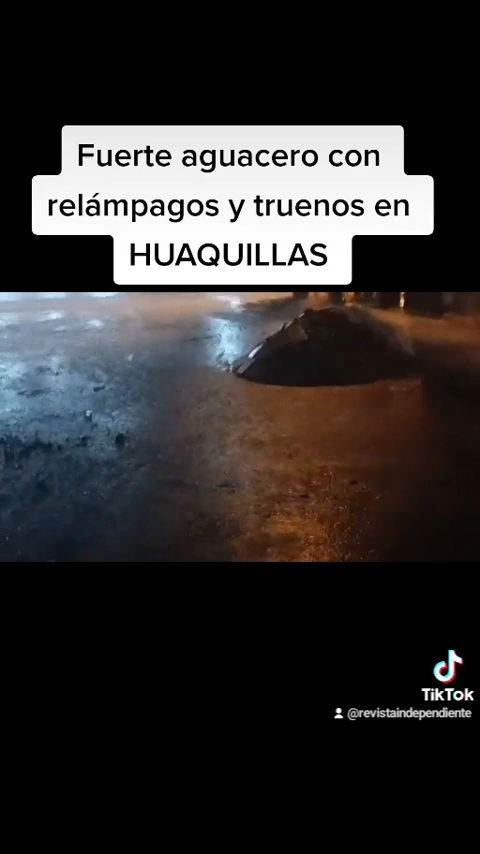 Fuerte aguacero con
relámpagos y truenos en
HUAQUILLAS
TikTok
@revistaindependiente